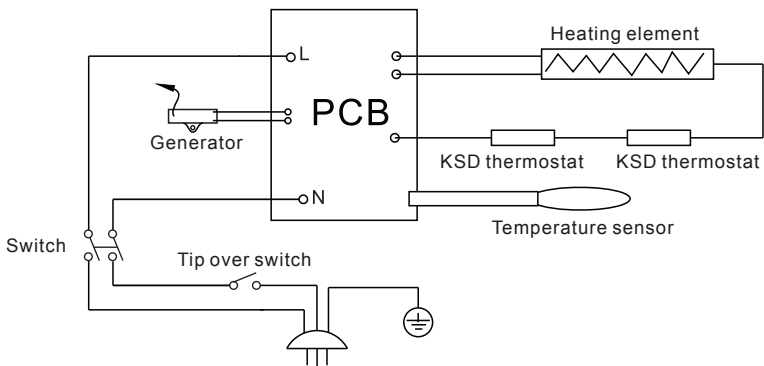 Heating element
L
PCB
Generator
KSD thermostat
KSD thermostat
N
Temperature sensor
Switch
Tip over switch